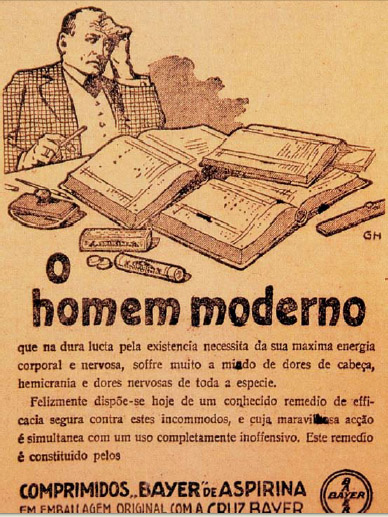 GH
O
homem moderno
que na dura lucta pela existencia necessita da sua maxima energia
corporal e nervosa, soffre muito a miudo de dores de cabeça,
hemicrania e dores nervosas de toda a especie.
Felizmente dispõe-se hoje de um conhecido remedio de effi-
cacia segura contra estes incommodos, e cuja maravilhosa acção
é simultanea com um uso completamente inoffensivo. Este remedio
é constituido pelos
COMPRIMIDOS „BAYER” DE ASPIRINA
EM EMBALLAGEM ORIGINAL COM A CRUZ BAYER
BAYER